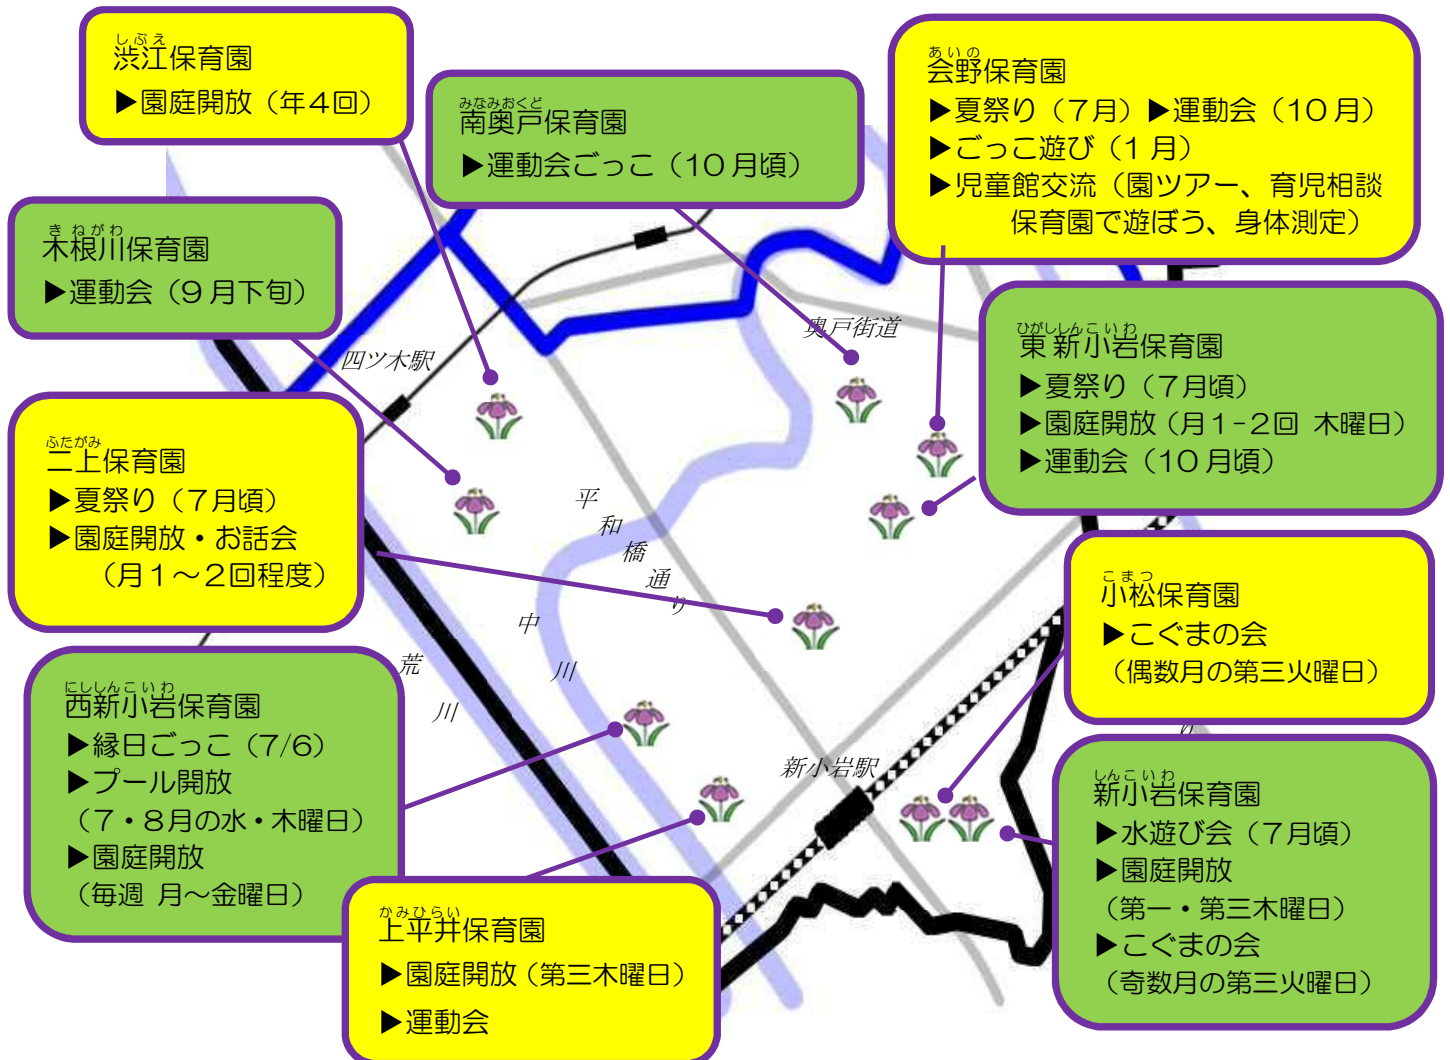 しぶえ
渋江保育園
▶園庭開放（年4回）
みなみおくど
南奥戸保育園
▶運動会ごっこ（10月頃）
あいの
会野保育園
▶夏祭り（7月）▶運動会（10月）
▶ごっこ遊び（1月）
▶児童館交流（園ツアー、育児相談
保育園で遊ぼう、身体測定）
きねがわ
木根川保育園
▶運動会（9月下旬）
ひがししんこいわ
東新小岩保育園
▶夏祭り（7月頃）
▶園庭開放（月1-2回 木曜日）
▶運動会（10月頃）
奥戸街道
四ツ木駅
ふたがみ
二上保育園
▶夏祭り（7月頃）
▶園庭開放・お話会
（月1～2回程度）
平和橋通り
中川
荒川
こまつ
小松保育園
▶こぐまの会
（偶数月の第三火曜日）
にししんこいわ
西新小岩保育園
▶縁日ごっこ（7/6）
▶プール開放
（7・8月の水・木曜日）
▶園庭開放
（毎週 月～金曜日）
新小岩駅
り
しんこいわ
新小岩保育園
▶水遊び会（7月頃）
▶園庭開放
（第一・第三木曜日）
▶こぐまの会
（奇数月の第三火曜日）
かみひらい
上平井保育園
▶園庭開放（第三木曜日）
▶運動会